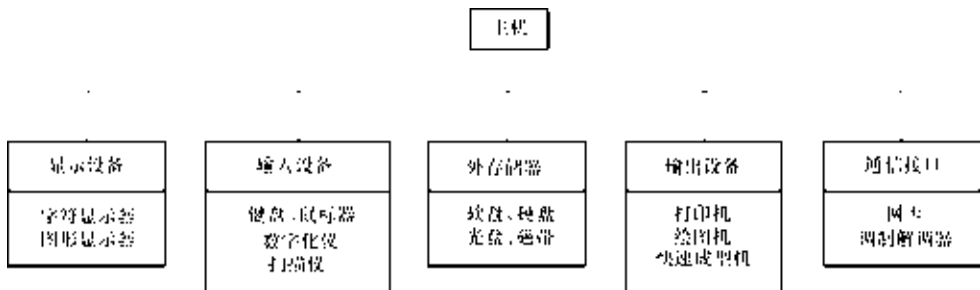 主机
显示设备
输入设备
外存储器
输出设备
通信接口
字符显示器
图形显示器
键盘、鼠标器
数字化仪
扫描仪
软盘、硬盘
光盘、磁带
打印机
绘图机
快速成型机
网卡
调制解调器